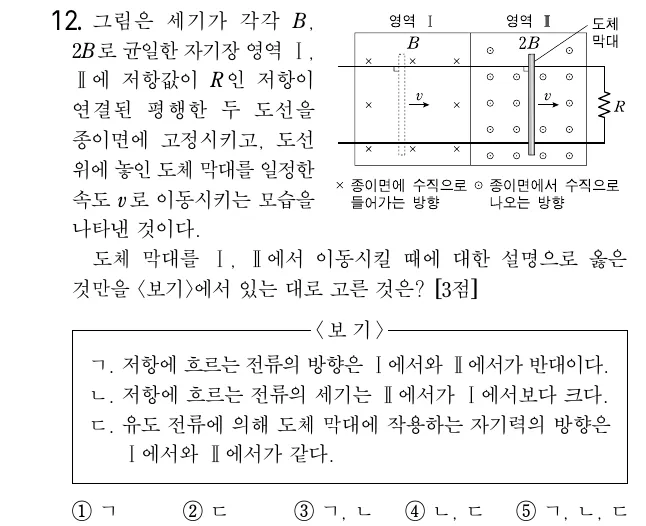 12. 그림은 세기가 각각 B,
2B로 균일한 자기장 영역 Ⅰ,
Ⅱ에 저항값이 R인 저항이
연결된 평행한 두 도선을
종이면에 고정시키고, 도선
위에 놓인 도체 막대를 일정한
속도 v로 이동시키는 모습을
나타낸 것이다.
영역 Ⅰ 영역 Ⅱ 도체
막대
B 2B
v v R
× 종이면에 수직으로 ⊙ 종이면에서 수직으로
들어가는 방향 나오는 방향
도체 막대를 Ⅰ, Ⅱ에서 이동시킬 때에 대한 설명으로 옳은
것만을 〈보기〉에서 있는 대로 고른 것은? [3점]
〈보 기〉
ㄱ. 저항에 흐르는 전류의 방향은 Ⅰ에서와 Ⅱ에서가 반대이다.
ㄴ. 저항에 흐르는 전류의 세기는 Ⅱ에서가 Ⅰ에서보다 크다.
ㄷ. 유도 전류에 의해 도체 막대에 작용하는 자기력의 방향은
Ⅰ에서와 Ⅱ에서가 같다.
① ㄱ ② ㄷ ③ ㄱ, ㄴ ④ ㄴ, ㄷ ⑤ ㄱ, ㄴ, ㄷ